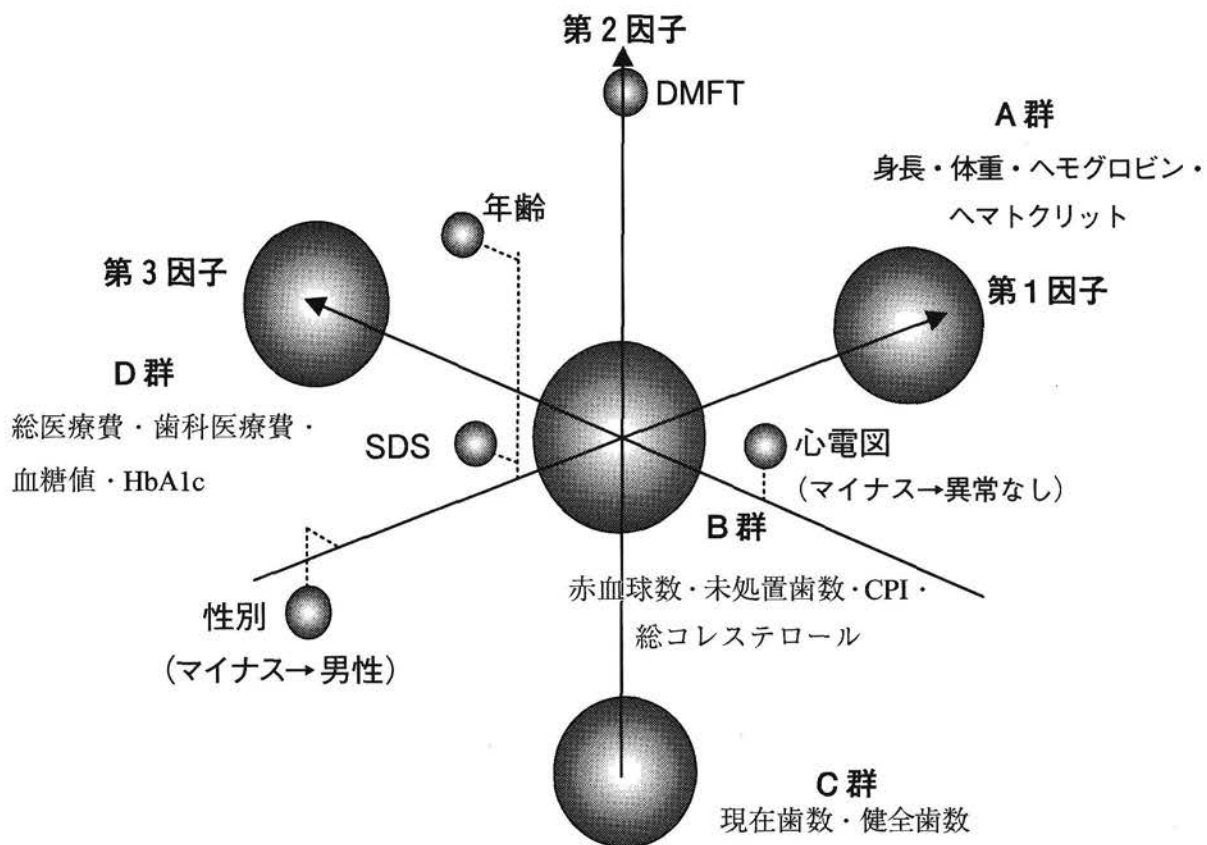 第2因子
DMFT
A群
身長・体重・ヘモグロビン・
ヘマトクリット
年齢
第3因子
第1因子
D群
総医療費・歯科医療費・
血糖値・HbA1c
SDS
心電図
(マイナス→異常なし)
B群
赤血球数・未処置歯数・CPI・
総コレステロール
性別
(マイナス→男性)
C群
現在歯数・健全歯数